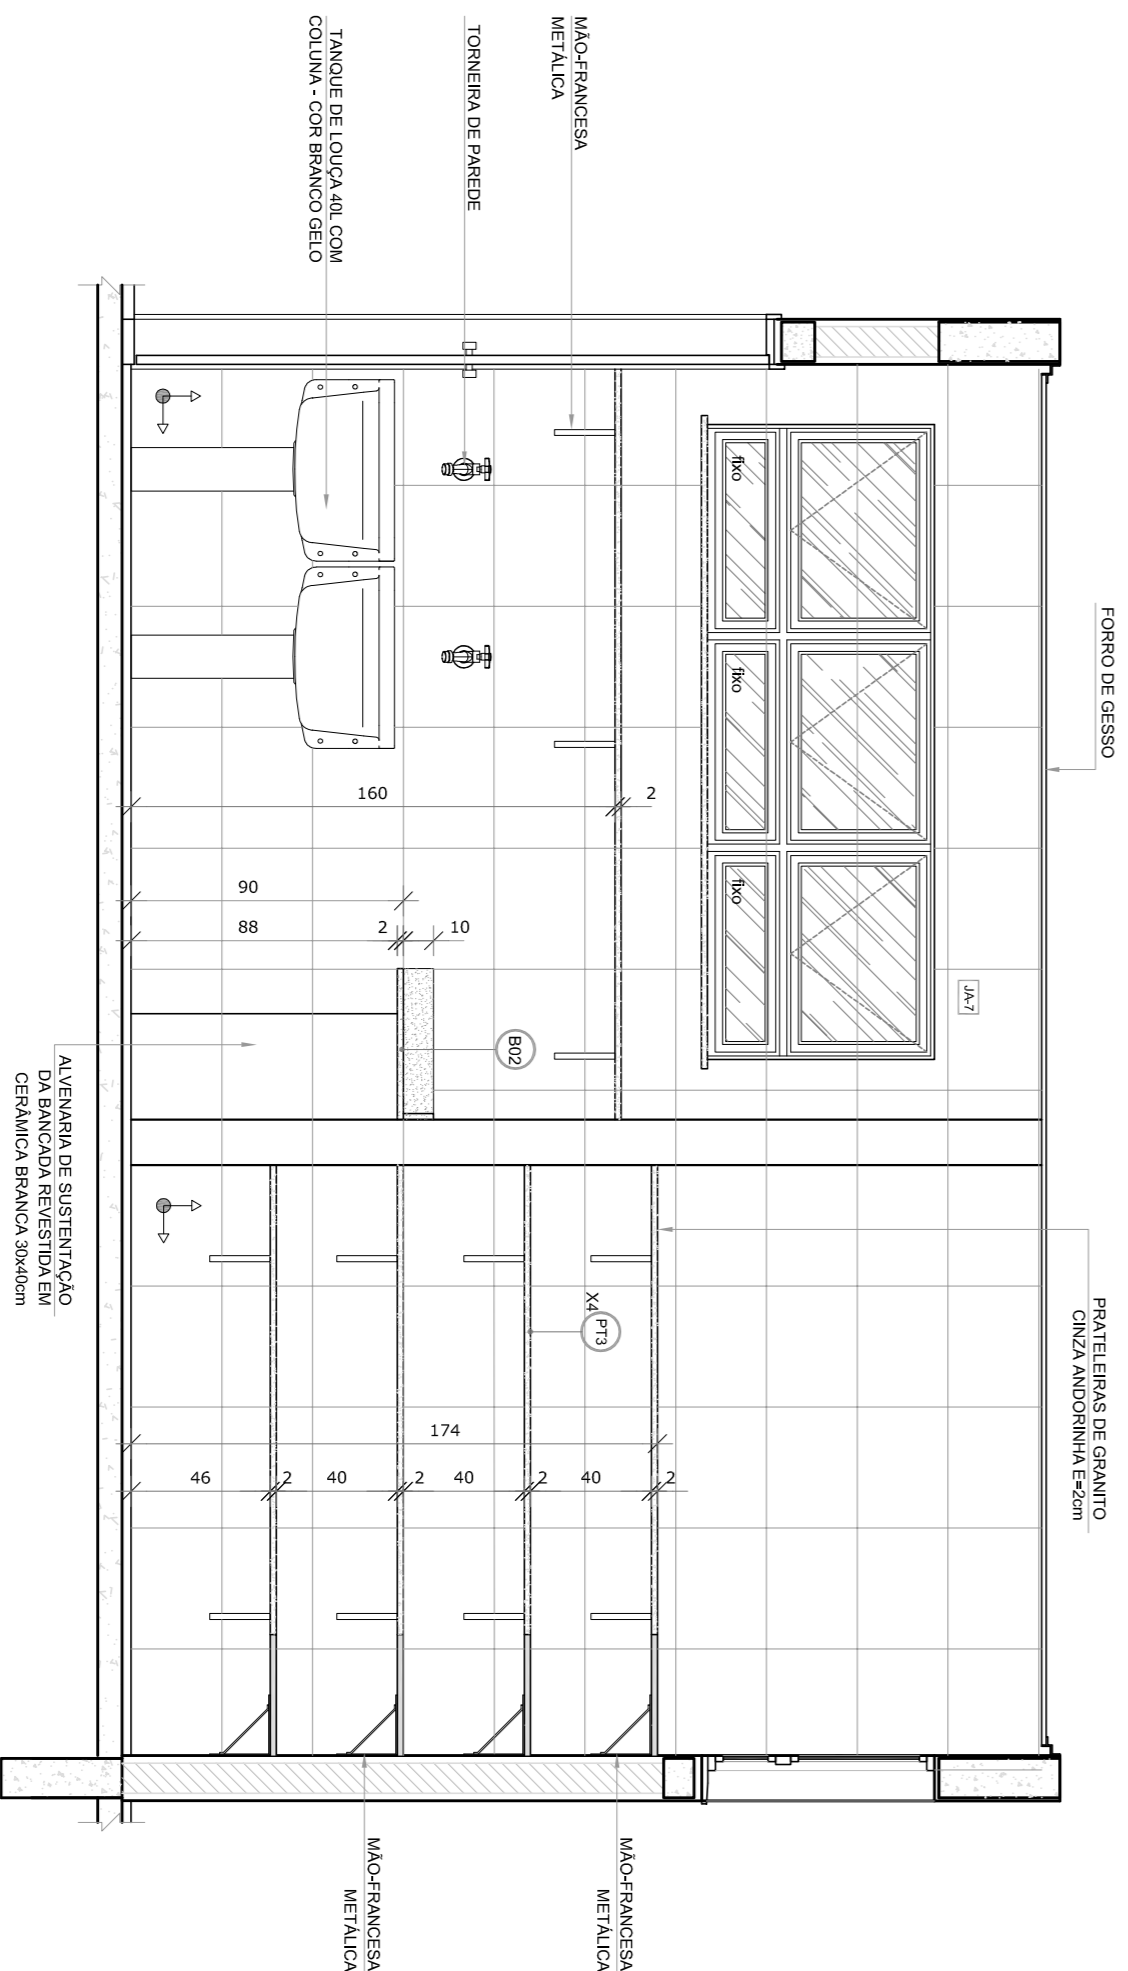 FORRO DE GESSO
PRATELEIRAS DE GRANITO
CINZA ANDORINHA E=2cm
MÃO-FRANCESA
METÁLICA
TORNEIRA DE PAREDE
TANQUE DE LOUÇA 40L COM
COLUNA - COR BRANCO GELO
fixo
fixo
fixo
JA-7
160
2
90
88
2
10
B02
X4
PT3
174
46
2
40
2
40
2
40
2
ALVENARIA DE SUSTENTAÇÃO
DA BANCADA REVESTIDA EM
CERÂMICA BRANCA 30x40cm
MÃO-FRANCESA
METÁLICA
MÃO-FRANCESA
METÁLICA